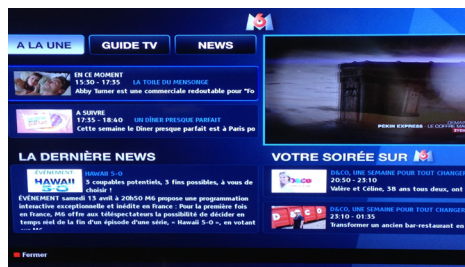 M6
A LA UNE
GUIDE TV
NEWS
EN CE MOMENT
15:30 - 17:35 LA TOILE DU MENSONGE
Abby Turner est une commerciale redoutable pour "Fo
A SUIVRE
17:35 - 18:40 UN DÎNER PRESQUE PARFAIT
Cette semaine le Dîner presque parfait est à Paris po
PEKIN EXPRESS - LE COFFRE MA
LA DERNIÈRE NEWS
ÉVÉNEMENT
HAWAII
5-0
HAWAII 5-0
3 coupables potentiels, 3 fins possibles, à vous de
choisir !
ÉVÉNEMENT samedi 13 avril à 20h50 M6 propose une programmation
interactive exceptionnelle et inédite en France : Pour la première fois
en France, M6 offre aux téléspectateurs la possibilité de décider en
temps réel de la fin d'un épisode d'une série, « Hawaii 5-0 », en votant
VOTRE SOIRÉE SUR M6
D&CO, UNE SEMAINE POUR TOUT CHANGER
20:50 - 23:10
Valère et Céline, 38 ans tous deux, ont
D&CO, UNE SEMAINE POUR TOUT CHANGER
23:10 - 01:35
Transformer un ancien bar-restaurant en
Fermer